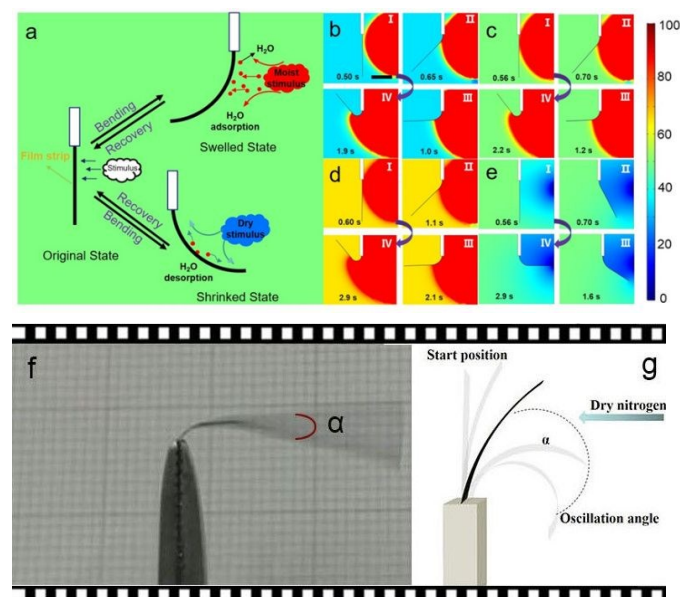 a
H₂O
Moist
stimulus
Bending
Recovery
H₂O
adsorption
Swelled State
Film strip
Stimulus
Original State
Recovery
Bending
Dry
stimulus
H₂O
desorption
Shrinked State
b
I
II
0.50 s
0.65 s
IV
III
1.9 s
1.0 s
c
I
II
0.56 s
0.70 s
IV
III
2.2 s
1.2 s
d
I
II
0.60 s
1.1 s
IV
III
2.9 s
2.1 s
e
I
II
0.56 s
0.70 s
IV
III
2.9 s
1.6 s
100
80
60
40
20
0
f
α
Start position
g
Dry nitrogen
α
Oscillation angle